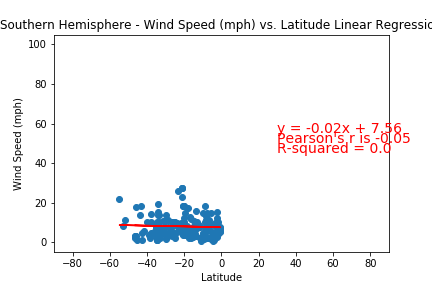 Southern Hemisphere - Wind Speed (mph) vs. Latitude Linear Regressio
100
80
60
40
20
0
Wind Speed (mph)
y = -0.02x + 7.56
Pearson's r is -0.05
R-squared = 0.0
−80 −60 −40 −20 0 20 40 60 80
Latitude